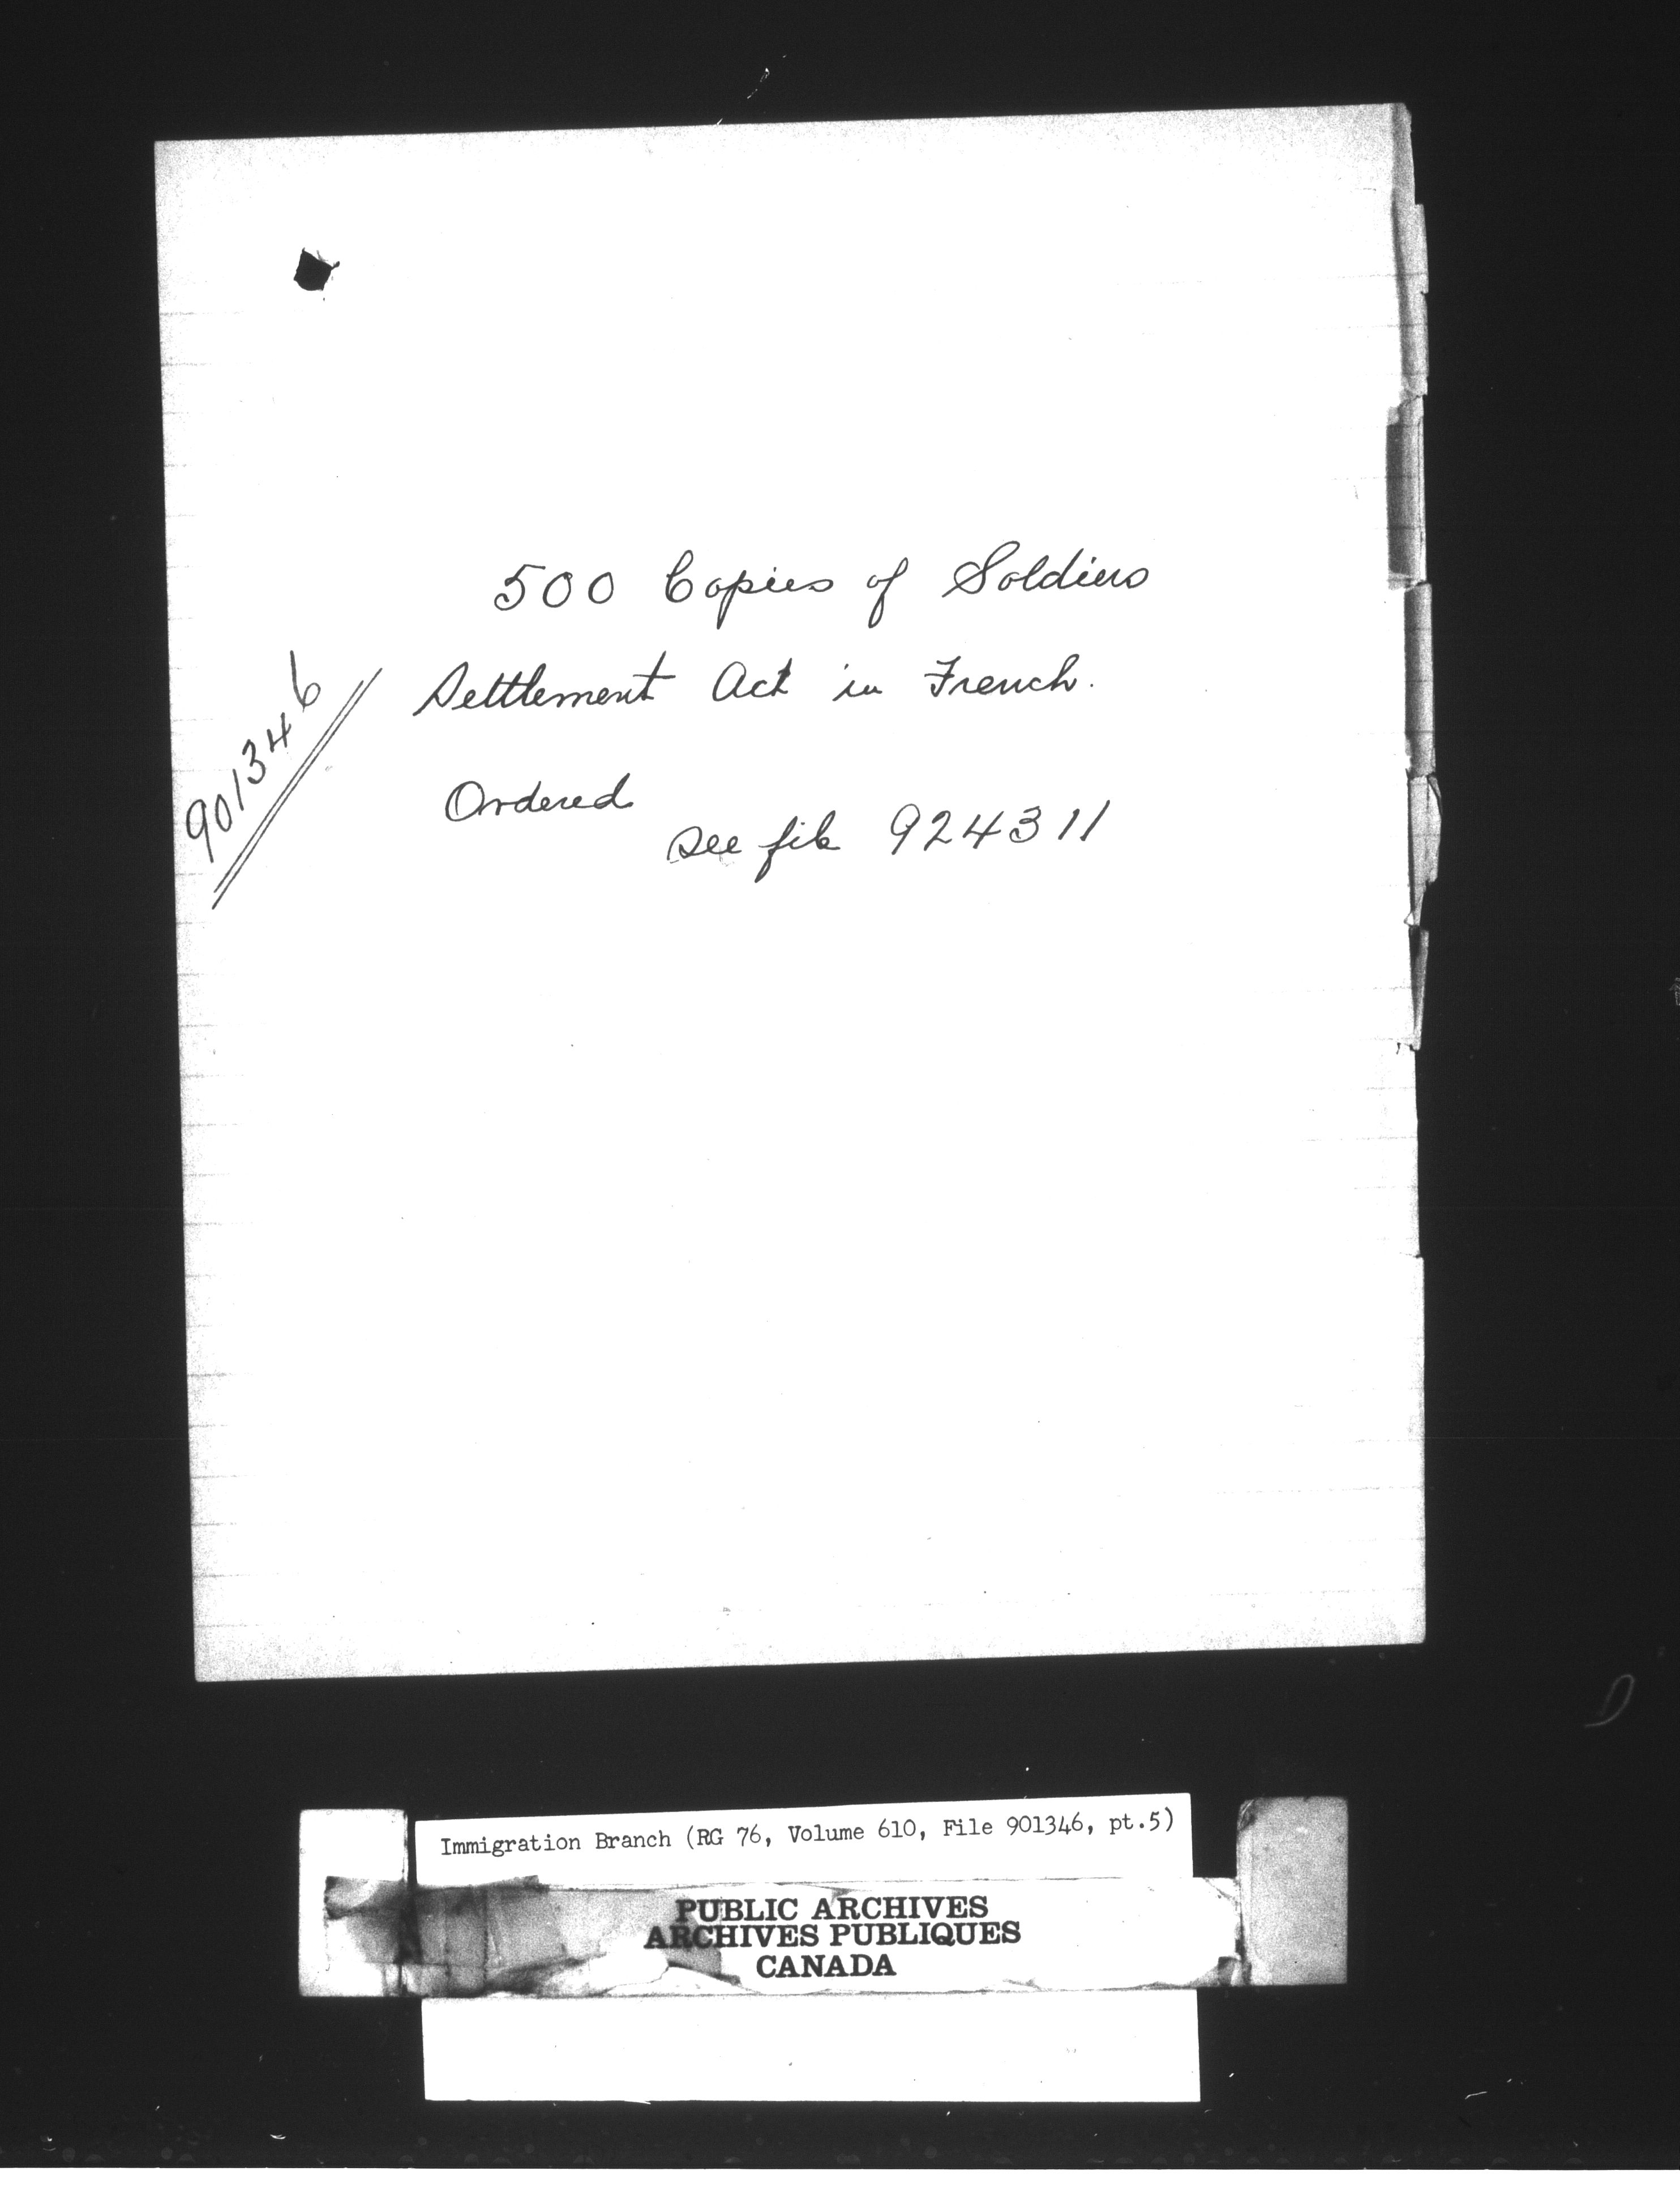 500 Copies of Soldiers
Settlement Act in French.
901346
Ordered
See file 924311
D
Immigration Branch (RG 76, Volume 610, File 901346, pt.5)
PUBLIC ARCHIVES
ARCHIVES PUBLIQUES
CANADA